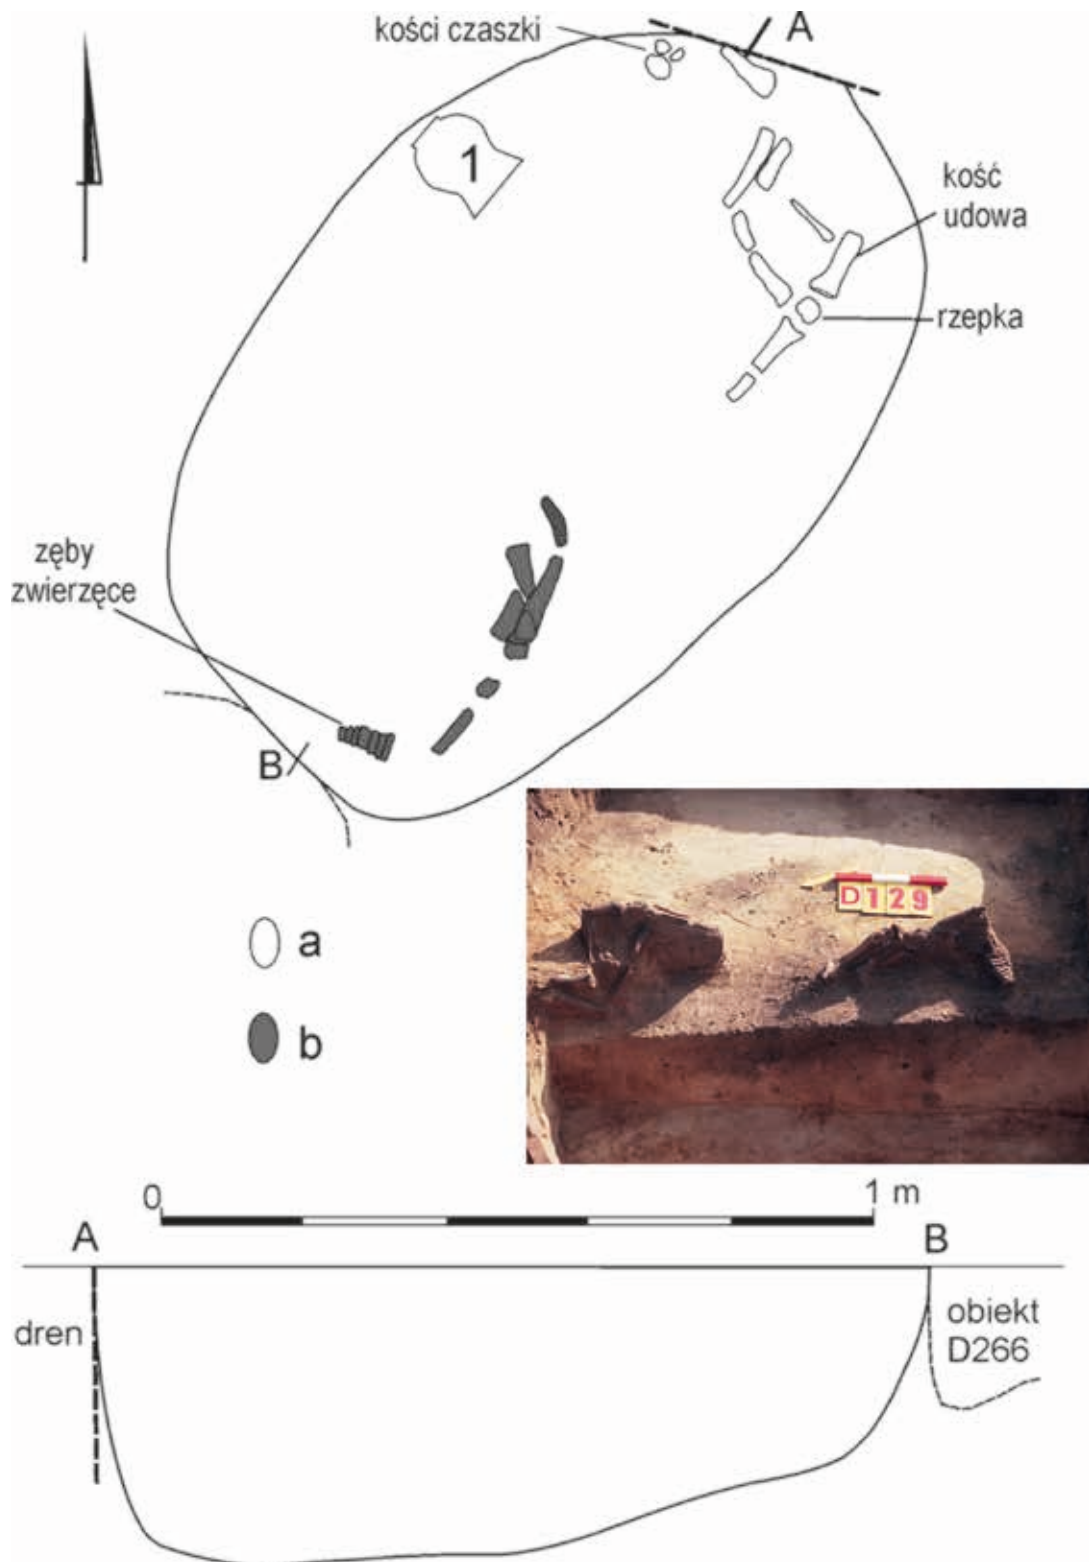 kości czaszki
A
1
kość
udowa
rzepka
zęby
zwierzęce
B
D129
a
b
0 1 m
A B
dren
obiekt
D266